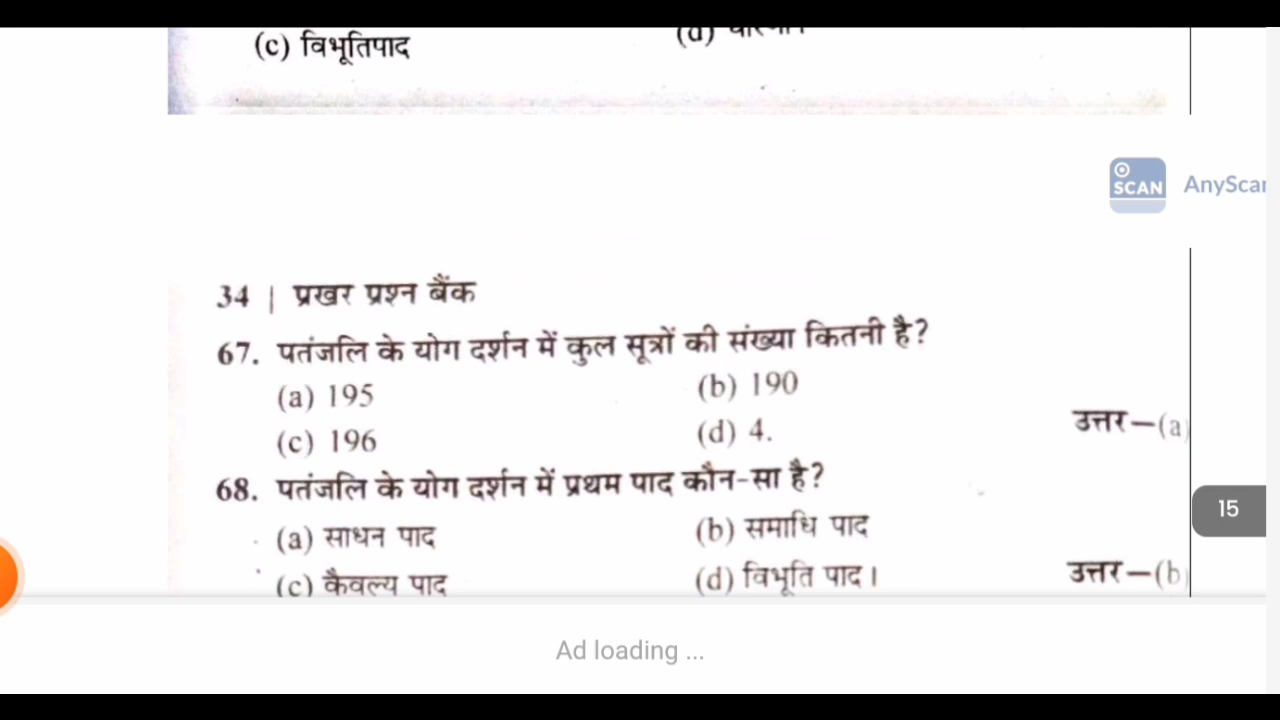 (c) विभूतिपाद
(d)
SCAN AnyScan
34 | प्रखर प्रश्न बैंक
67. पतंजलि के योग दर्शन में कुल सूत्रों की संख्या कितनी है?
(a) 195 (b) 190
(c) 196 (d) 4. उत्तर–(a)
68. पतंजलि के योग दर्शन में प्रथम पाद कौन-सा है?
(a) साधन पाद (b) समाधि पाद
(c) कैवल्य पाद (d) विभूति पाद। उत्तर–(b)
15
Ad loading ...